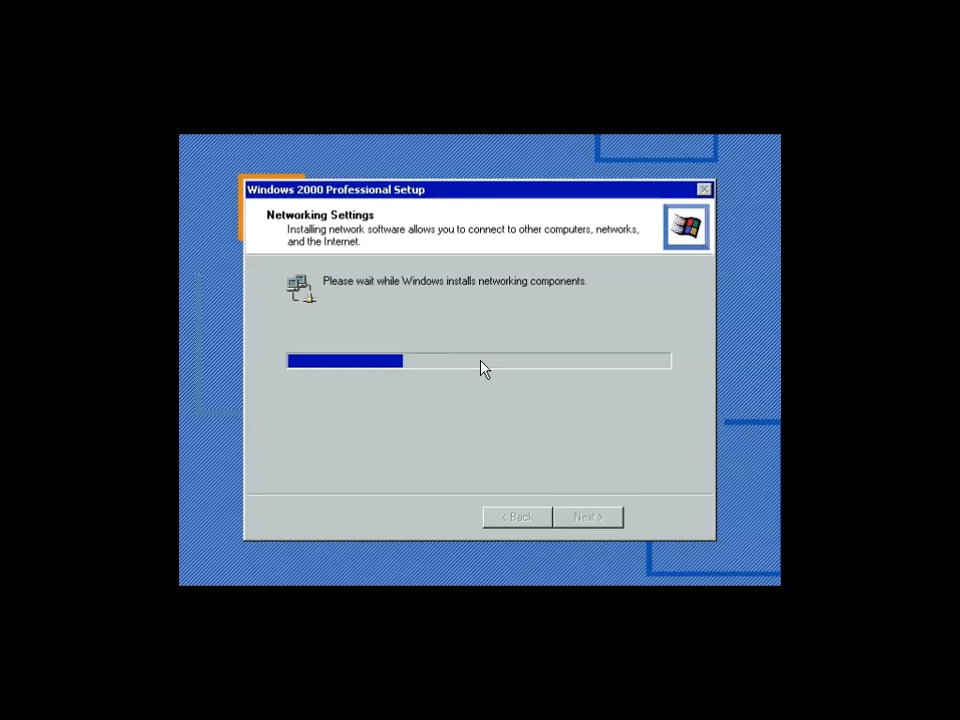 Windows 2000 Professional Setup
Networking Settings
Installing network software allows you to connect to other computers, networks,
and the Internet.
Please wait while Windows installs networking components.
< Back
Next >